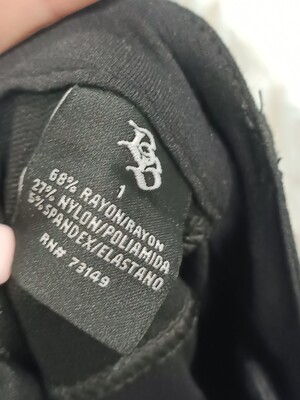 1
68% RAYON/RAYON
27% NYLON/POLIAMIDA
5% SPANDEX/ELASTANO
RN# 73149